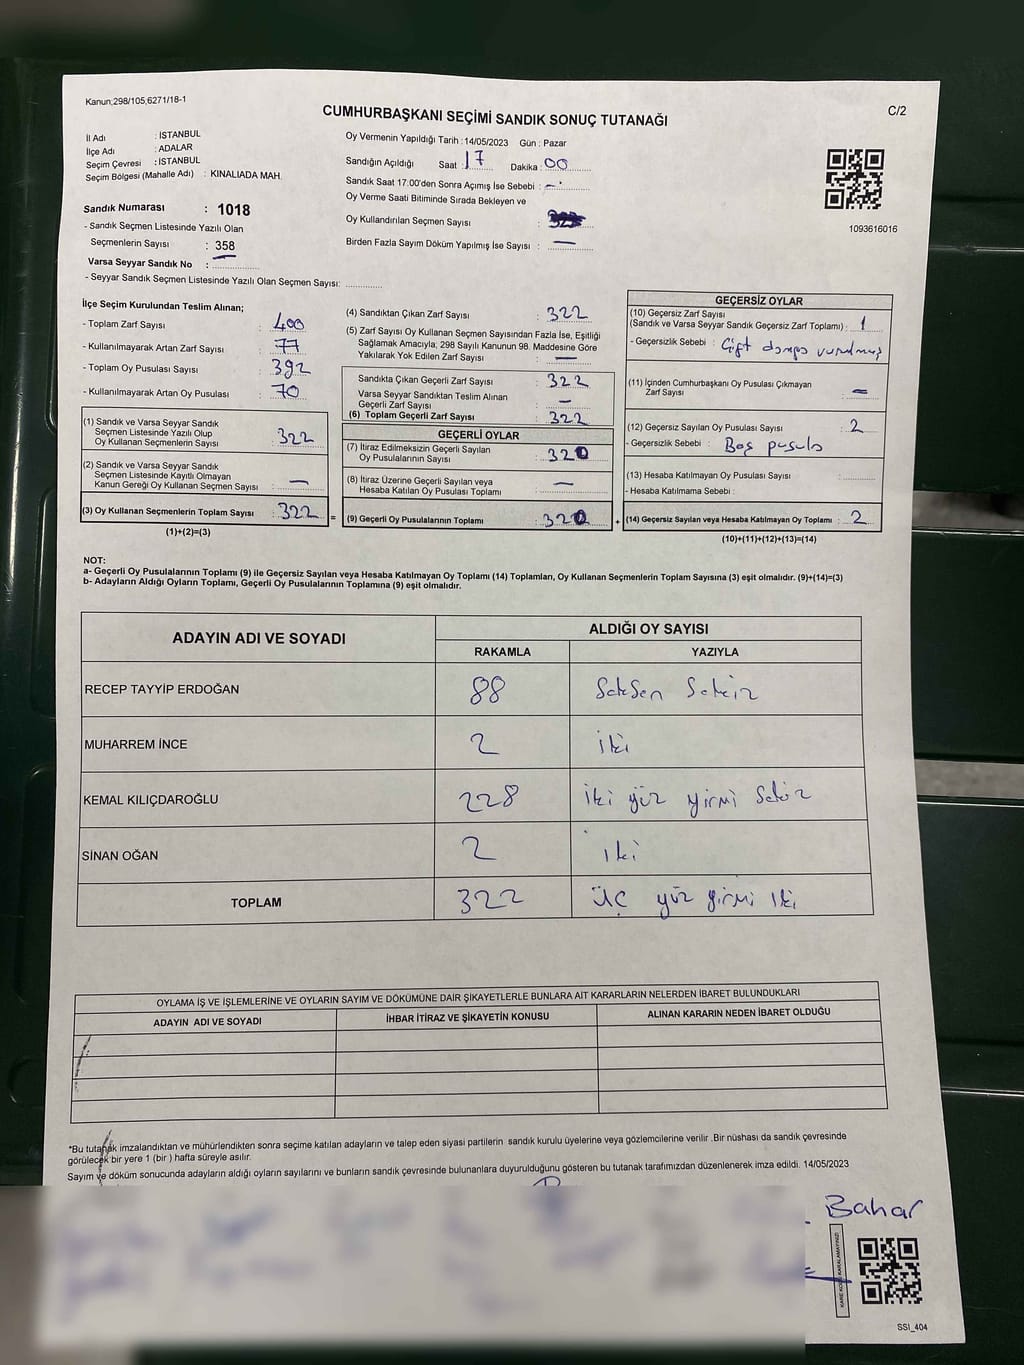 Kanun;298/105,6271/18-1
C/2
CUMHURBAŞKANI SEÇİMİ SANDIK SONUÇ TUTANAĞI
İl Adı : İSTANBUL
İlçe Adı : ADALAR
Seçim Çevresi : İSTANBUL
Seçim Bölgesi (Mahalle Adı) : KINALIADA MAH.
Sandık Numarası : 1018
- Sandık Seçmen Listesinde Yazılı Olan
Seçmenlerin Sayısı : 358
Varsa Seyyar Sandık No :
- Seyyar Sandık Seçmen Listesinde Yazılı Olan Seçmen Sayısı:
Oy Vermenin Yapıldığı Tarih : 14/05/2023 Gün : Pazar
Sandığın Açıldığı Saat : 17 Dakika : 00
Sandık Saat 17:00'den Sonra Açımış İse Sebebi : -
Oy Verme Saati Bitiminde Sırada Bekleyen ve
Oy Kullandırılan Seçmen Sayısı :
Birden Fazla Sayım Döküm Yapılmış İse Sayısı : —
1093616016
İlçe Seçim Kurulundan Teslim Alınan;
- Toplam Zarf Sayısı : 400
- Kullanılmayarak Artan Zarf Sayısı : 77
- Toplam Oy Pusulası Sayısı : 392
- Kullanılmayarak Artan Oy Pusulası : 70
(1) Sandık ve Varsa Seyyar Sandık
Seçmen Listesinde Yazılı Olup
Oy Kullanan Seçmenlerin Sayısı : 322
(2) Sandık ve Varsa Seyyar Sandık
Seçmen Listesinde Kayıtlı Olmayan
Kanun Gereği Oy Kullanan Seçmen Sayısı : —
(3) Oy Kullanan Seçmenlerin Toplam Sayısı : 322 =
(1)+(2)=(3)
(4) Sandıktan Çıkan Zarf Sayısı : 322
(5) Zarf Sayısı Oy Kullanan Seçmen Sayısından Fazla İse, Eşitliği
Sağlamak Amacıyla; 298 Sayılı Kanunun 98. Maddesine Göre
Yakılarak Yok Edilen Zarf Sayısı : —
Sandıkta Çıkan Geçerli Zarf Sayısı : 322
Varsa Seyyar Sandıktan Teslim Alınan
Geçerli Zarf Sayısı : —
(6) Toplam Geçerli Zarf Sayısı : 322
GEÇERLİ OYLAR
(7) İtiraz Edilmeksizin Geçerli Sayılan
Oy Pusulalarının Sayısı : 320
(8) İtiraz Üzerine Geçerli Sayılan veya
Hesaba Katılan Oy Pusulası Toplamı : —
(9) Geçerli Oy Pusulalarının Toplamı : 320 +
GEÇERSİZ OYLAR
(10) Geçersiz Zarf Sayısı
(Sandık ve Varsa Seyyar Sandık Geçersiz Zarf Toplamı) : 1
- Geçersizlik Sebebi : Çift damga vurulmuş
(11) İçinden Cumhurbaşkanı Oy Pusulası Çıkmayan
Zarf Sayısı : —
(12) Geçersiz Sayılan Oy Pusulası Sayısı : 2
- Geçersizlik Sebebi : Boş pusula
(13) Hesaba Katılmayan Oy Pusulası Sayısı :
- Hesaba Katılmama Sebebi :
(14) Geçersiz Sayılan veya Hesaba Katılmayan Oy Toplamı : 2
(10)+(11)+(12)+(13)=(14)
NOT:
a- Geçerli Oy Pusulalarının Toplamı (9) ile Geçersiz Sayılan veya Hesaba Katılmayan Oy Toplamı (14) Toplamları, Oy Kullanan Seçmenlerin Toplam Sayısına (3) eşit olmalıdır. (9)+(14)=(3)
b- Adayların Aldığı Oyların Toplamı, Geçerli Oy Pusulalarının Toplamına (9) eşit olmalıdır.
ADAYIN ADI VE SOYADI ALDIĞI OY SAYISI
RAKAMLA YAZIYLA
RECEP TAYYİP ERDOĞAN 88 Seksen Sekiz
MUHARREM İNCE 2 iki
KEMAL KILIÇDAROĞLU 228 iki yüz yirmi Sekiz
SİNAN OĞAN 2 iki
TOPLAM 322 üç yüz yirmi iki
OYLAMA İŞ VE İŞLEMLERİNE VE OYLARIN SAYIM VE DÖKÜMÜNE DAİR ŞİKAYETLERLE BUNLARA AİT KARARLARIN NELERDEN İBARET BULUNDUKLARI
ADAYIN ADI VE SOYADI İHBAR İTİRAZ VE ŞİKAYETİN KONUSU ALINAN KARARIN NEDEN İBARET OLDUĞU
*Bu tutanak imzalandıktan ve mühürlendikten sonra seçime katılan adayların ve talep eden siyasi partilerin sandık kurulu üyelerine veya gözlemcilerine verilir .Bir nüshası da sandık çevresinde
görülecek bir yere 1 (bir ) hafta süreyle asılır.
Sayım ve döküm sonucunda adayların aldığı oyların sayılarını ve bunların sandık çevresinde bulunanlara duyurulduğunu gösteren bu tutanak tarafımızdan düzenlenerek imza edildi. 14/05/2023
Bahar
KARE KODU KARALAMAYINIZ!
SSI_404